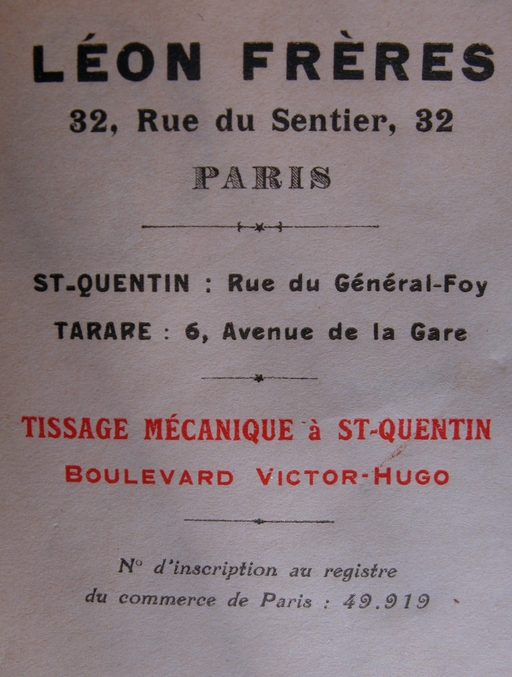 LÉON FRÈRES
32, Rue du Sentier, 32
PARIS
ST-QUENTIN : Rue du Général-Foy
TARARE : 6, Avenue de la Gare
TISSAGE MÉCANIQUE à ST-QUENTIN
BOULEVARD VICTOR-HUGO
N° d'inscription au registre
du commerce de Paris : 49.919